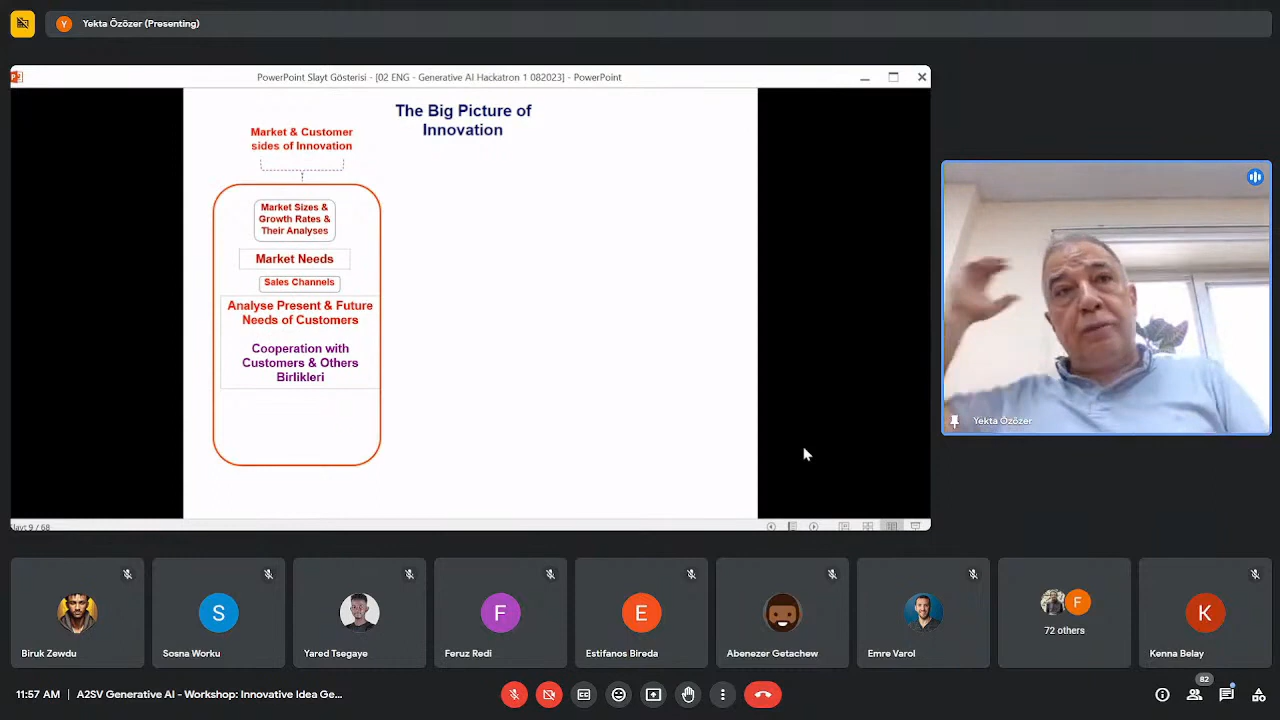 Y
Yekta Özözer (Presenting)
PowerPoint Slayt Gösterisi - [02 ENG - Generative AI Hackatron 1 082023] - PowerPoint
The Big Picture of
Innovation
Market & Customer
sides of Innovation
Market Sizes &
Growth Rates &
Their Analyses
Market Needs
Sales Channels
Analyse Present & Future
Needs of Customers
Cooperation with
Customers & Others
Birlikleri
Yekta Özözer
9 / 68
S
F
E
F
K
Biruk Zewdu
Sosna Worku
Yared Tsegaye
Feruz Redi
Estifanos Bireda
Abenezer Getachew
Emre Varol
72 others
Kenna Belay
11:57 AM | A2SV Generative AI - Workshop: Innovative Idea Ge...
82